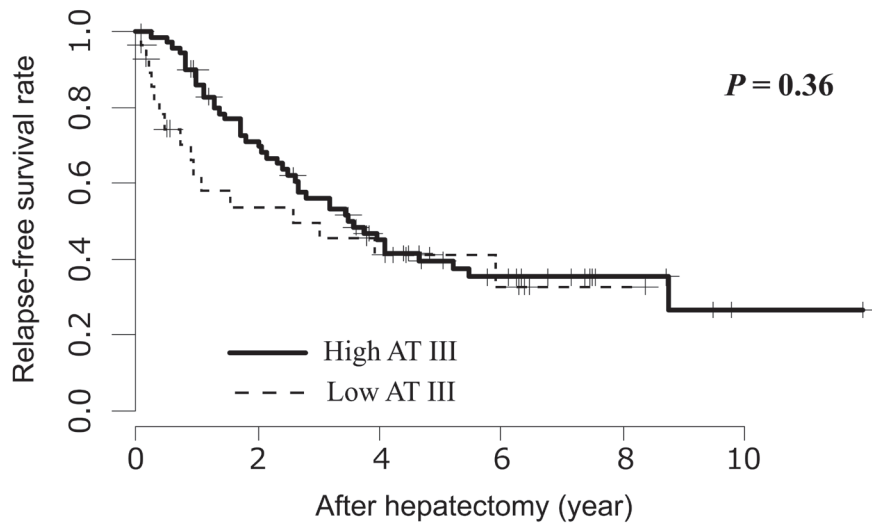 Relapse-free survival rate
1.0
0.8
0.6
0.4
0.2
0.0
P = 0.36
High AT III
Low AT III
0 2 4 6 8 10
After hepatectomy (year)